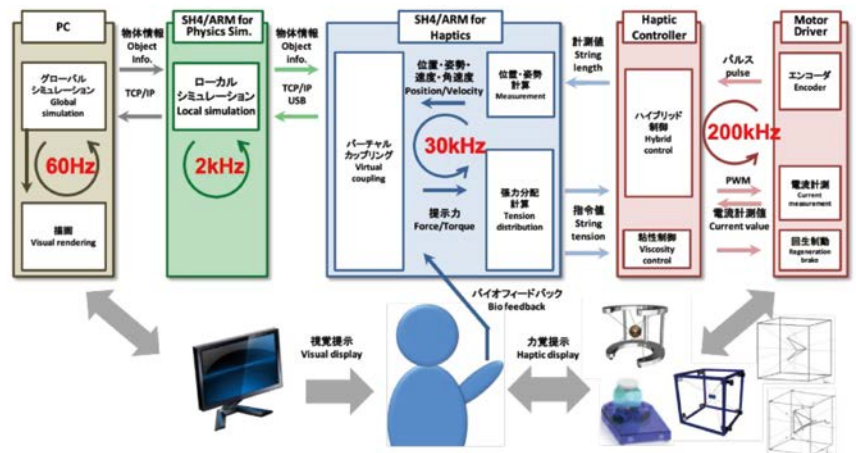 PC
グローバル
シミュレーション
Global
simulation
60Hz
描画
Visual rendering
物体情報
Object
Info.
TCP/IP
SH4/ARM for
Physics Sim.
ローカル
シミュレーション
Local simulation
2kHz
物体情報
Object
info.
TCP/IP
USB
SH4/ARM for
Haptics
バーチャル
カップリング
Virtual
coupling
位置・姿勢
・速度・角速度
Position/Velocity
30kHz
提示力
Force/Torque
位置・姿勢
計算
Measurement
張力分配
計算
Tension
distribution
計測値
String
length
指令値
String
tension
Haptic
Controller
ハイブリッド
制御
Hybrid
control
粘性制御
Viscosity control
パルス
pulse
200kHz
PWM
電流計測値
Current value
Motor
Driver
エンコーダ
Encoder
電流計測
Current
measurement
回生制動
Regeneration
brake
バイオフィードバック
Bio feedback
視覚提示
Visual display
力覚提示
Haptic display